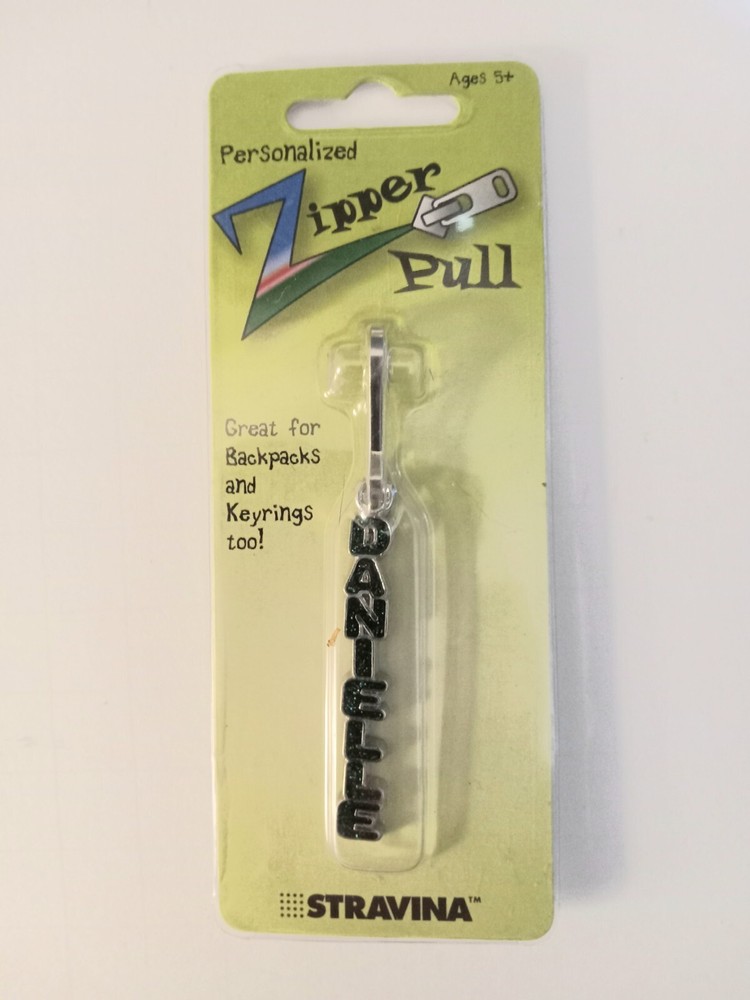 Ages 5+
Personalized
Zipper
Pull
Great for
Backpacks
and
Keyrings
too!
DANIELLE
STRAVINA™